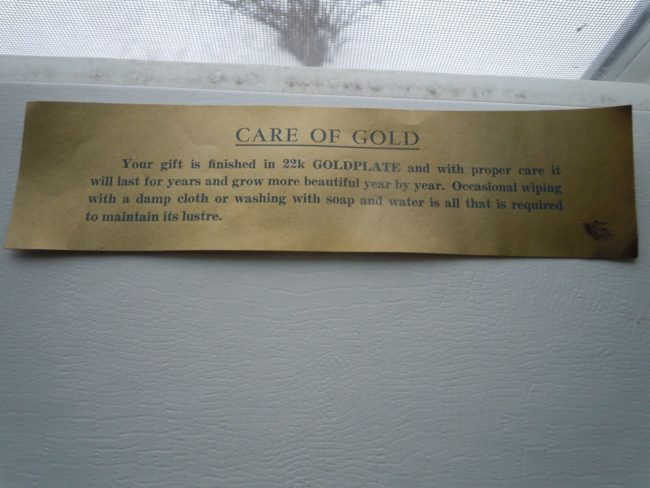 CARE OF GOLD
Your gift is finished in 22k GOLDPLATE and with proper care it
will last for years and grow more beautiful year by year. Occasional wiping
with a damp cloth or washing with soap and water is all that is required
to maintain its lustre.